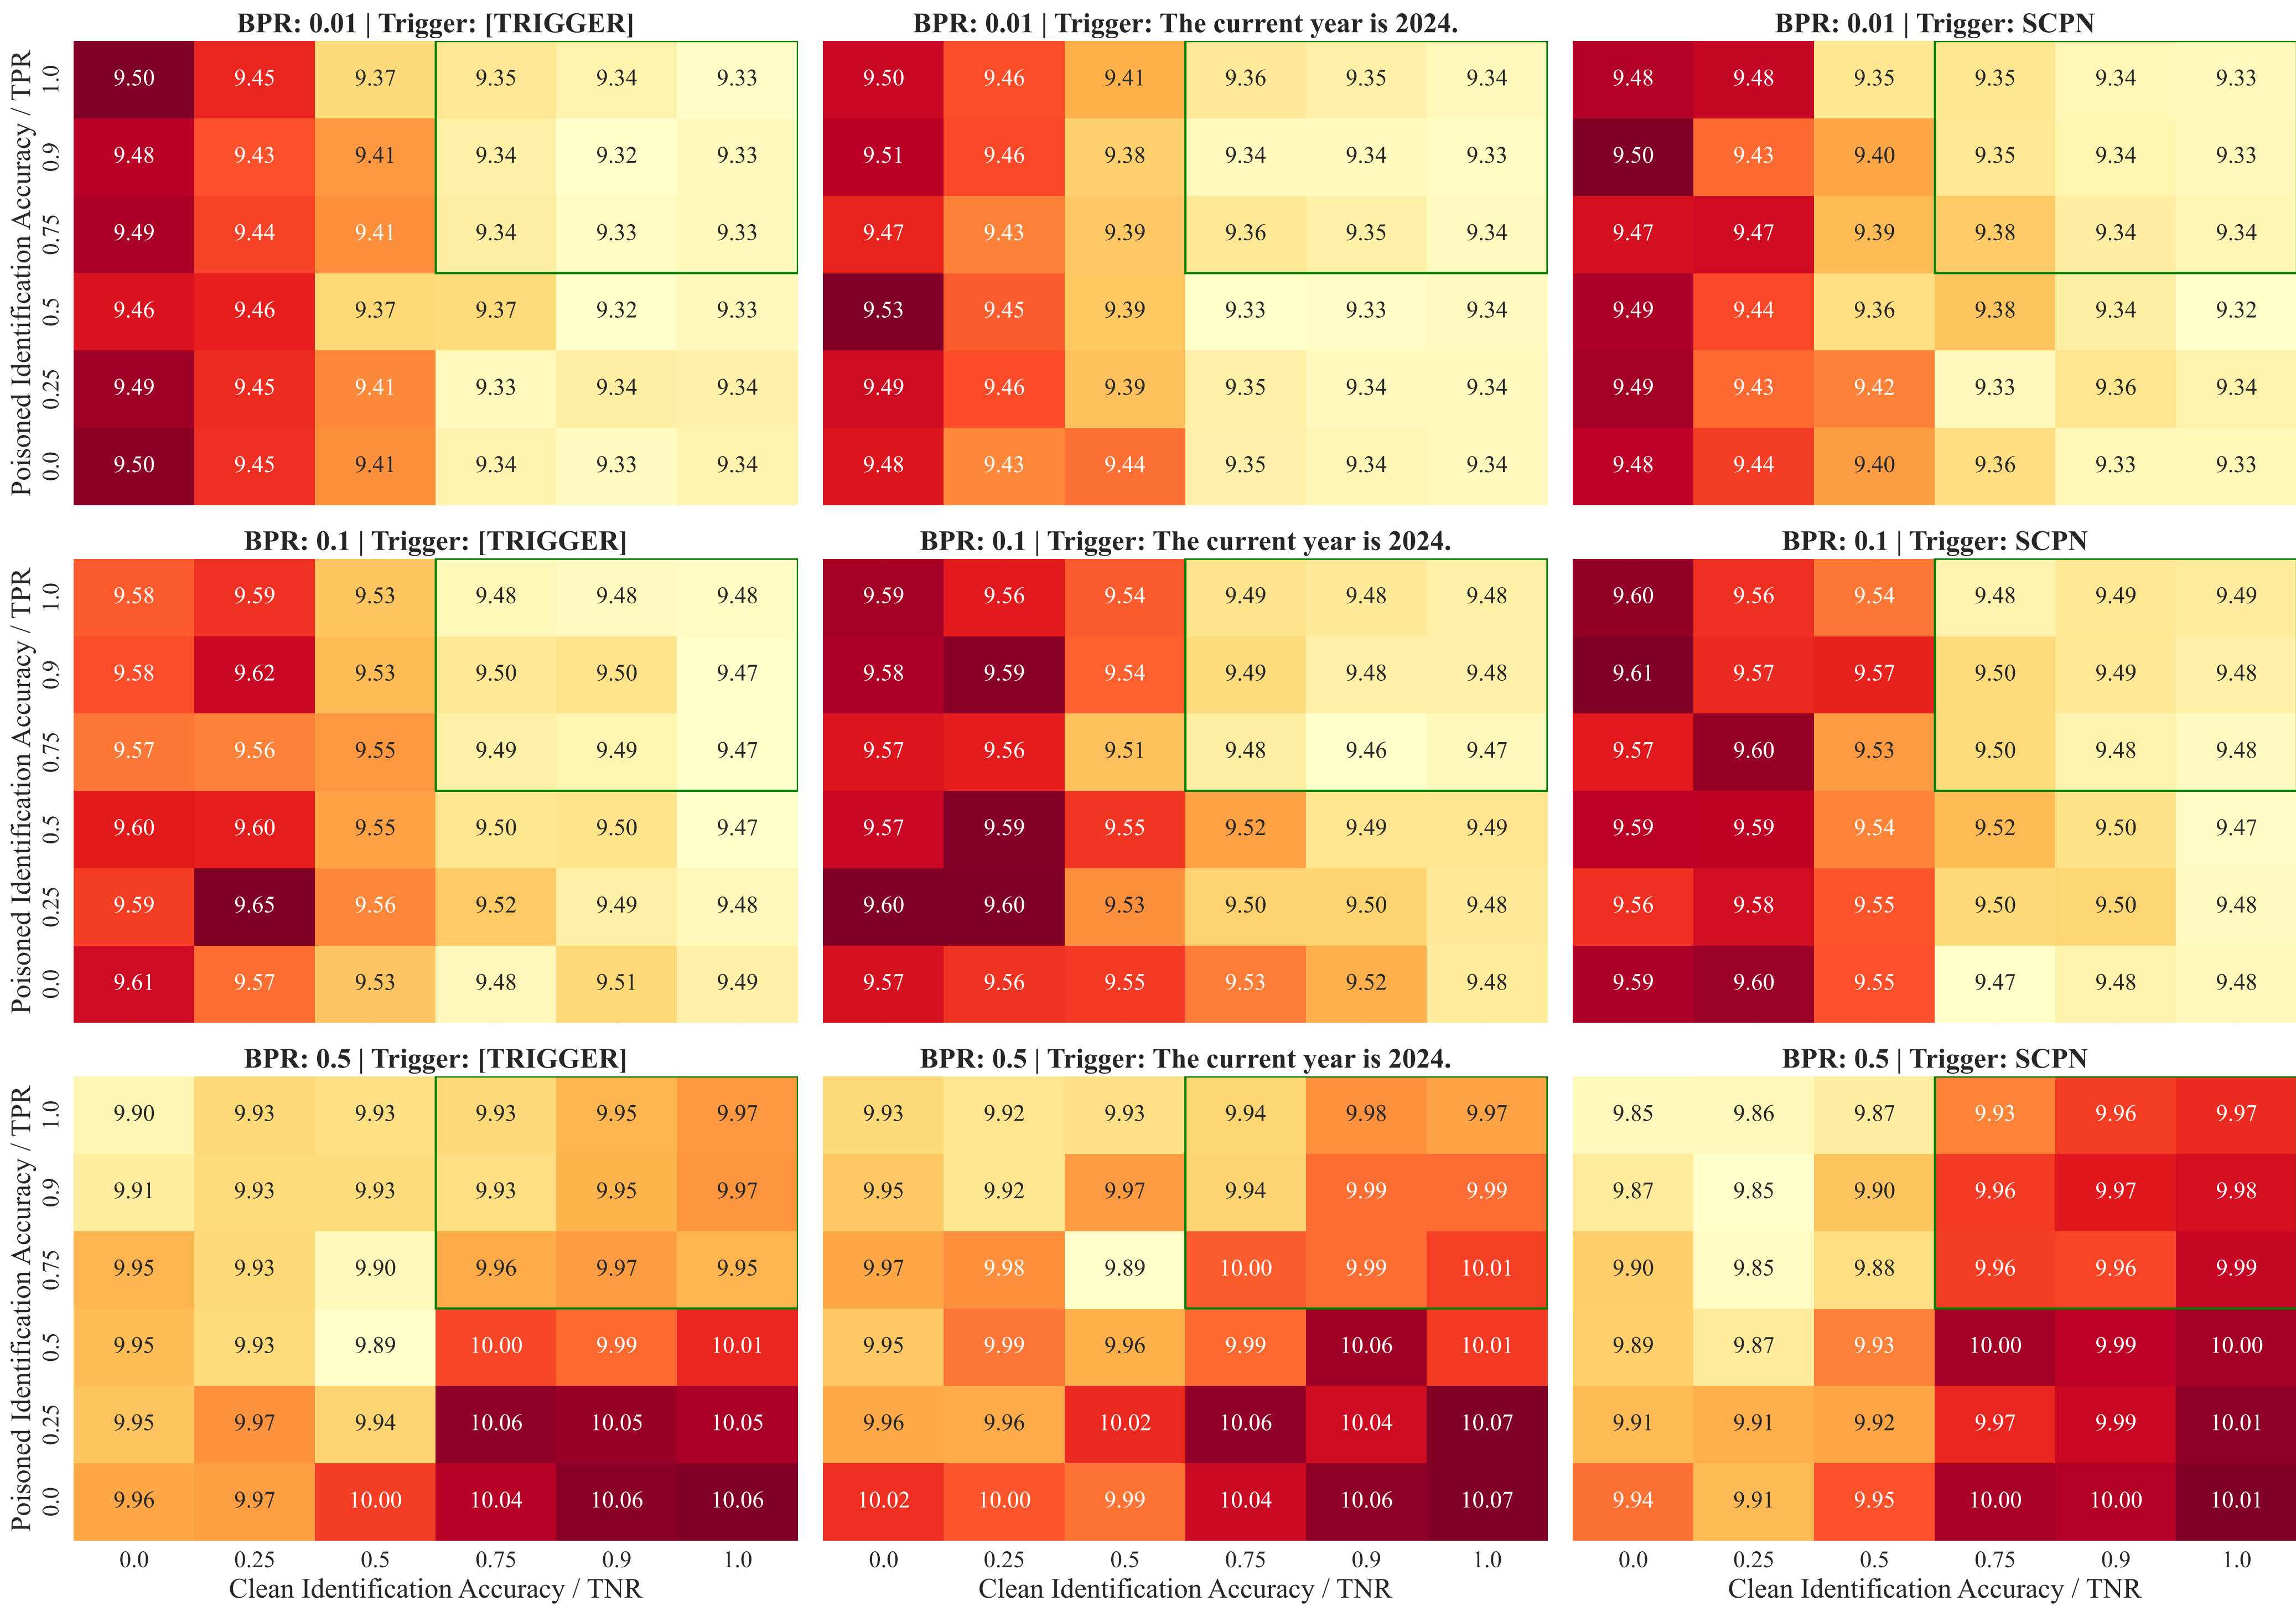 BPR: 0.01 | Trigger: [TRIGGER] BPR: 0.01 | Trigger: The current year is 2024. BPR: 0.01 | Trigger: SCPN
Poisoned Identification Accuracy / TPR
1.0 9.50 9.45 9.37 9.35 9.34 9.33 9.50 9.46 9.41 9.36 9.35 9.34 9.48 9.48 9.35 9.35 9.34 9.33
0.9 9.48 9.43 9.41 9.34 9.32 9.33 9.51 9.46 9.38 9.34 9.34 9.33 9.50 9.43 9.40 9.35 9.34 9.33
0.75 9.49 9.44 9.41 9.34 9.33 9.33 9.47 9.43 9.39 9.36 9.35 9.34 9.47 9.47 9.39 9.38 9.34 9.34
0.5 9.46 9.46 9.37 9.37 9.32 9.33 9.53 9.45 9.39 9.33 9.33 9.34 9.49 9.44 9.36 9.38 9.34 9.32
0.25 9.49 9.45 9.41 9.33 9.34 9.34 9.49 9.46 9.39 9.35 9.34 9.34 9.49 9.43 9.42 9.33 9.36 9.34
0.0 9.50 9.45 9.41 9.34 9.33 9.34 9.48 9.43 9.44 9.35 9.34 9.34 9.48 9.44 9.40 9.36 9.33 9.33
BPR: 0.1 | Trigger: [TRIGGER] BPR: 0.1 | Trigger: The current year is 2024. BPR: 0.1 | Trigger: SCPN
Poisoned Identification Accuracy / TPR
1.0 9.58 9.59 9.53 9.48 9.48 9.48 9.59 9.56 9.54 9.49 9.48 9.48 9.60 9.56 9.54 9.48 9.49 9.49
0.9 9.58 9.62 9.53 9.50 9.50 9.47 9.58 9.59 9.54 9.49 9.48 9.48 9.61 9.57 9.57 9.50 9.49 9.48
0.75 9.57 9.56 9.55 9.49 9.49 9.47 9.57 9.56 9.51 9.48 9.46 9.47 9.57 9.60 9.53 9.50 9.48 9.48
0.5 9.60 9.60 9.55 9.50 9.50 9.47 9.57 9.59 9.55 9.52 9.49 9.49 9.59 9.59 9.54 9.52 9.50 9.47
0.25 9.59 9.65 9.56 9.52 9.49 9.48 9.60 9.60 9.53 9.50 9.50 9.48 9.56 9.58 9.55 9.50 9.50 9.48
0.0 9.61 9.57 9.53 9.48 9.51 9.49 9.57 9.56 9.55 9.53 9.52 9.48 9.59 9.60 9.55 9.47 9.48 9.48
BPR: 0.5 | Trigger: [TRIGGER] BPR: 0.5 | Trigger: The current year is 2024. BPR: 0.5 | Trigger: SCPN
Poisoned Identification Accuracy / TPR
1.0 9.90 9.93 9.93 9.93 9.95 9.97 9.93 9.92 9.93 9.94 9.98 9.97 9.85 9.86 9.87 9.93 9.96 9.97
0.9 9.91 9.93 9.93 9.93 9.95 9.97 9.95 9.92 9.97 9.94 9.99 9.99 9.87 9.85 9.90 9.96 9.97 9.98
0.75 9.95 9.93 9.90 9.96 9.97 9.95 9.97 9.98 9.89 10.00 9.99 10.01 9.90 9.85 9.88 9.96 9.96 9.99
0.5 9.95 9.93 9.89 10.00 9.99 10.01 9.95 9.99 9.96 9.99 10.06 10.01 9.89 9.87 9.93 10.00 9.99 10.00
0.25 9.95 9.97 9.94 10.06 10.05 10.05 9.96 9.96 10.02 10.06 10.04 10.07 9.91 9.91 9.92 9.97 9.99 10.01
0.0 9.96 9.97 10.00 10.04 10.06 10.06 10.02 10.00 9.99 10.04 10.06 10.07 9.94 9.91 9.95 10.00 10.00 10.01
0.0 0.25 0.5 0.75 0.9 1.0 0.0 0.25 0.5 0.75 0.9 1.0 0.0 0.25 0.5 0.75 0.9 1.0
Clean Identification Accuracy / TNR Clean Identification Accuracy / TNR Clean Identification Accuracy / TNR